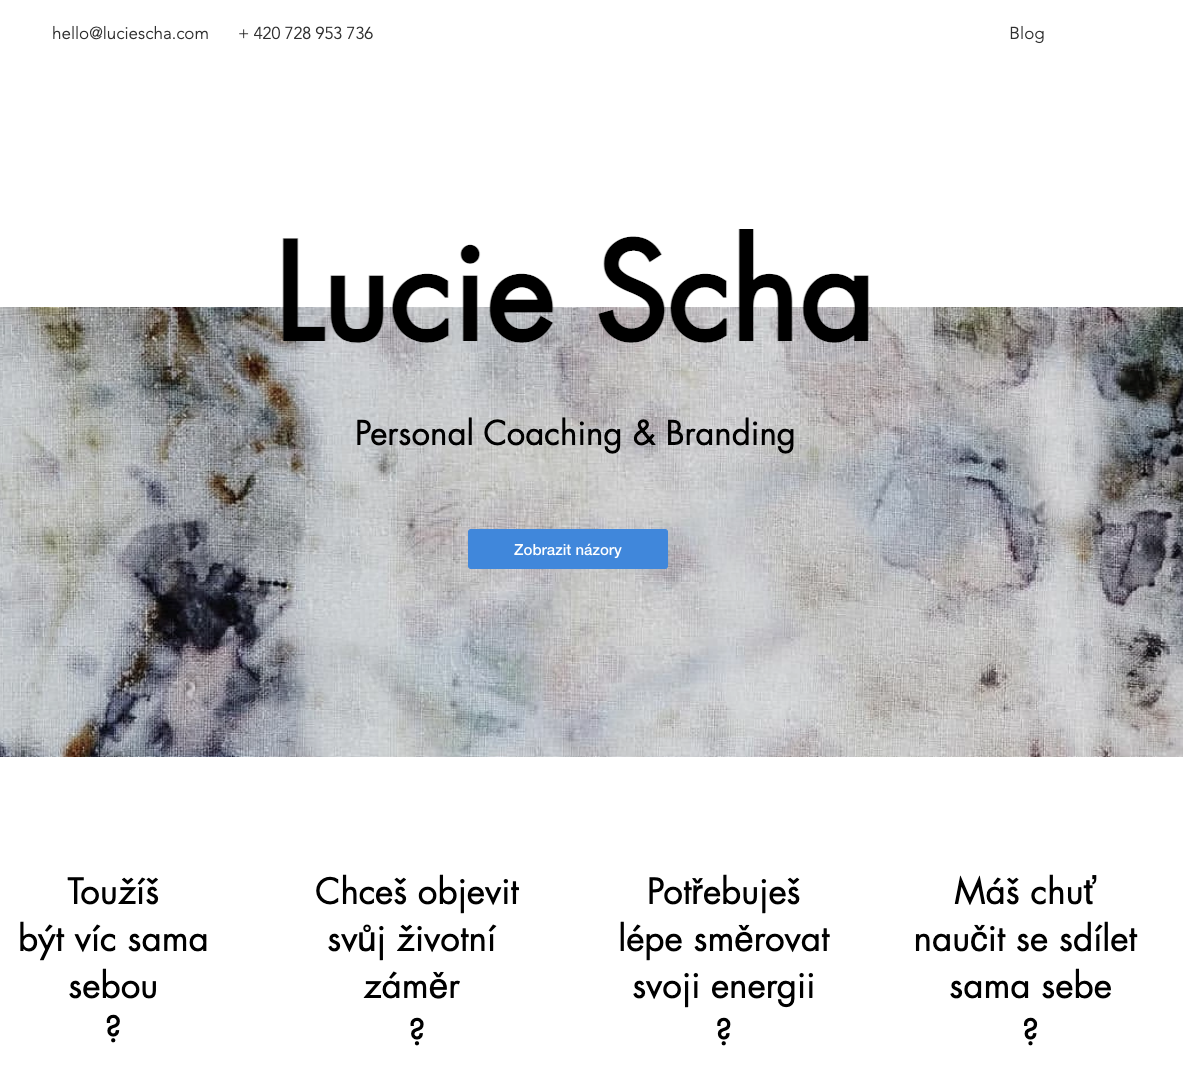 hello@luciescha.com + 420 728 953 736 Blog
Lucie Scha
Personal Coaching & Branding
Zobrazit názory
Toužíš
být víc sama
sebou
?
Chceš objevit
svůj životní
záměr
?
Potřebuješ
lépe směrovat
svoji energii
?
Máš chuť
naučit se sdílet
sama sebe
?